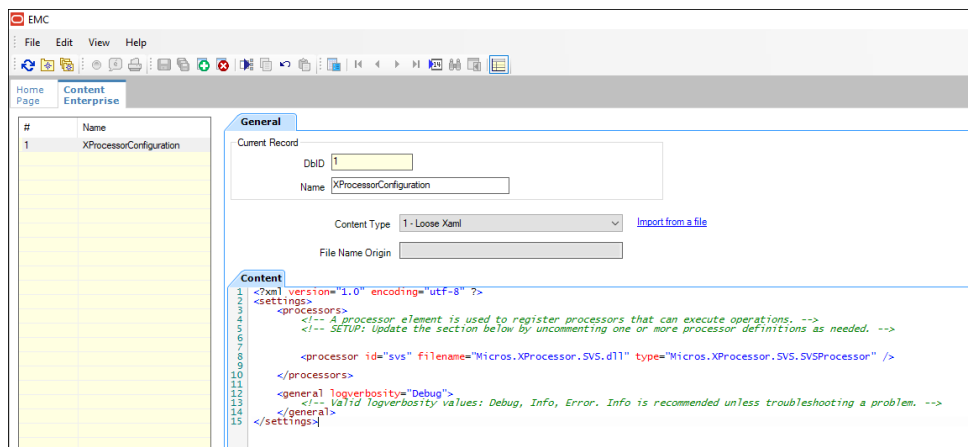 EMC
File Edit View Help
Home Page
Content Enterprise
# Name
1 XProcessorConfiguration
General
Current Record
DbID 1
Name XProcessorConfiguration
Content Type 1 - Loose Xaml Import from a file
File Name Origin
Content
1 <?xml version="1.0" encoding="utf-8" ?>
2 <settings>
3 <processors>
4 <!-- A processor element is used to register processors that can execute operations. -->
5 <!-- SETUP: Update the section below by uncommenting one or more processor definitions as needed. -->
6
7
8 <processor id="svs" filename="Micros.XProcessor.SVS.dll" type="Micros.XProcessor.SVS.SVSProcessor" />
9
10 </processors>
11
12 <general logverbosity="Debug">
13 <!-- Valid logverbosity values: Debug, Info, Error. Info is recommended unless troubleshooting a problem. -->
14 </general>
15 </settings>